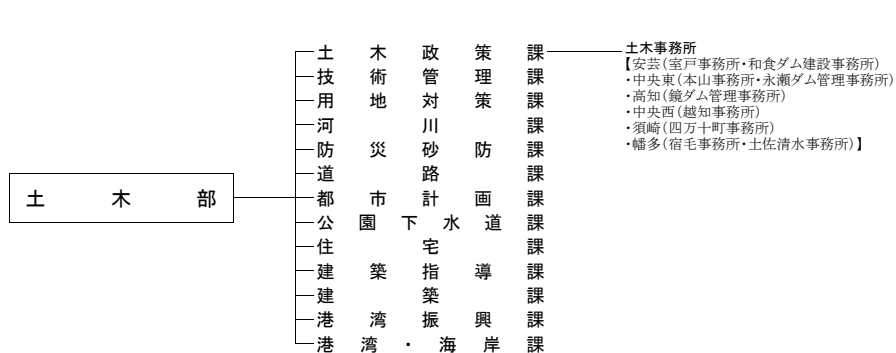 土木部
土木政策課
技術管理課
用地対策課
河川課
防災砂防課
道路課
都市計画課
公園下水道課
住宅課
建築指導課
建築課
港湾振興課
港湾・海岸課
土木事務所
【安芸(室戸事務所・和食ダム建設事務所)
・中央東(本山事務所・永瀬ダム管理事務所)
・高知(鏡ダム管理事務所)
・中央西(越知事務所)
・須崎(四万十町事務所)
・幡多(宿毛事務所・土佐清水事務所)】